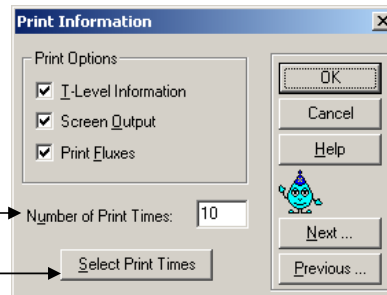 Print Information
Print Options
T-Level Information
Screen Output
Print Fluxes
Number of Print Times: 10
Select Print Times
OK
Cancel
Help
Next ...
Previous ...